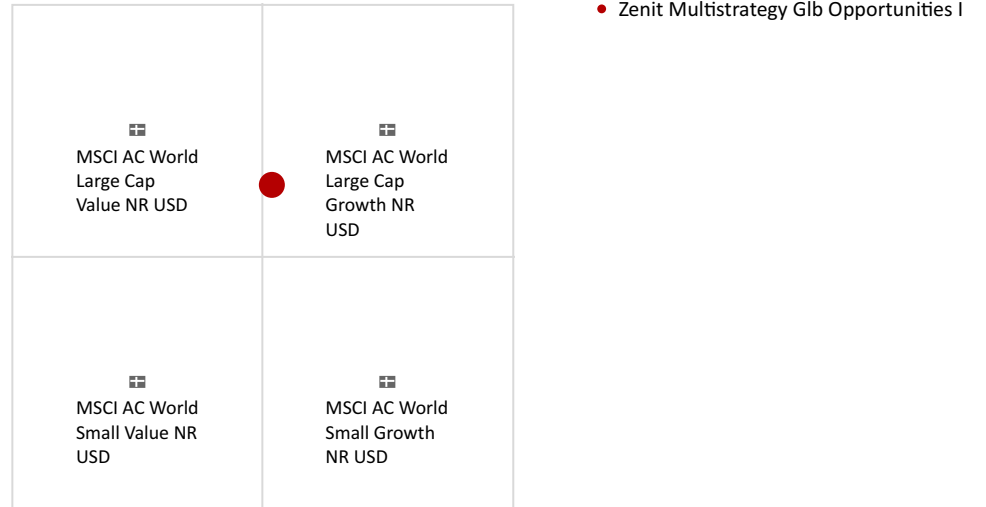 Zenit Multistrategy Glb Opportunities I
MSCI AC World
Large Cap
Value NR USD
MSCI AC World
Large Cap
Growth NR
USD
MSCI AC World
Small Value NR
USD
MSCI AC World
Small Growth
NR USD